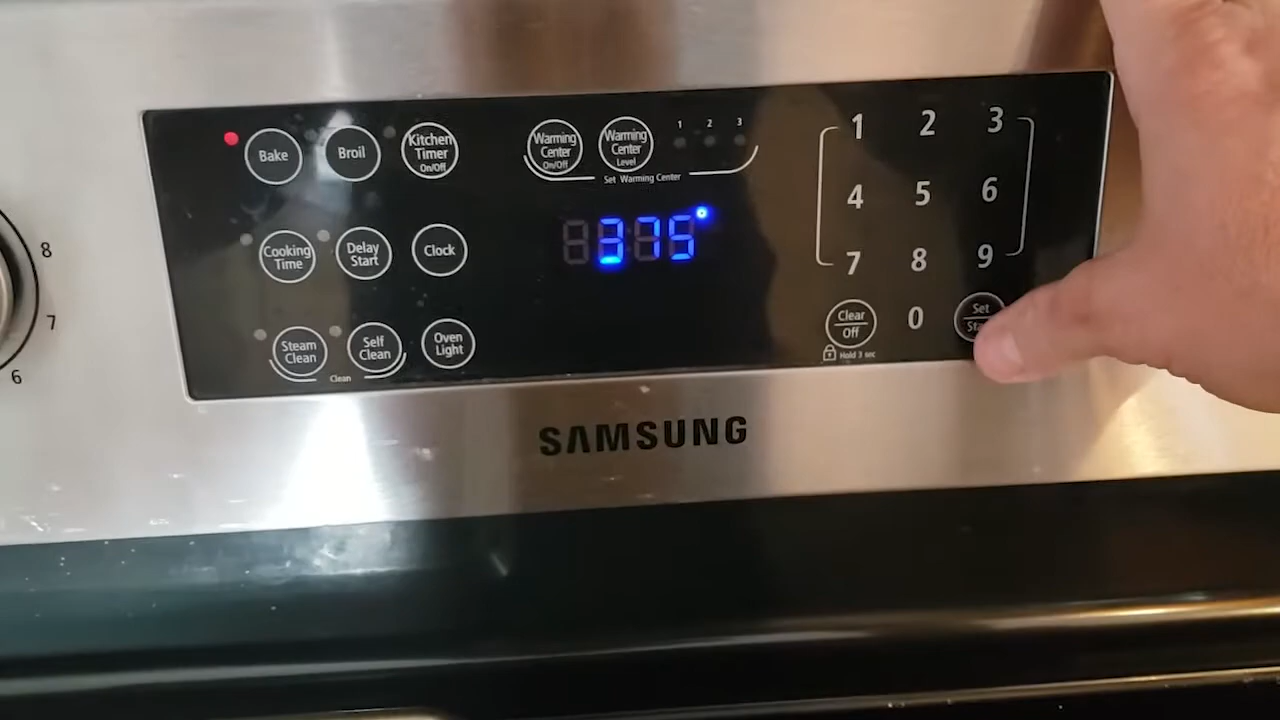 Bake
Broil
Kitchen
Timer
On/Off
Warming
Center
On/Off
Warming
Center
Level
1 2 3
Set Warming Center
Cooking
Time
Delay
Start
Clock
375°
Steam
Clean
Self
Clean
Clean
Oven
Light
1 2 3
4 5 6
7 8 9
Clear
Off
0
Set
Hold 3 sec
SAMSUNG
8
7
6